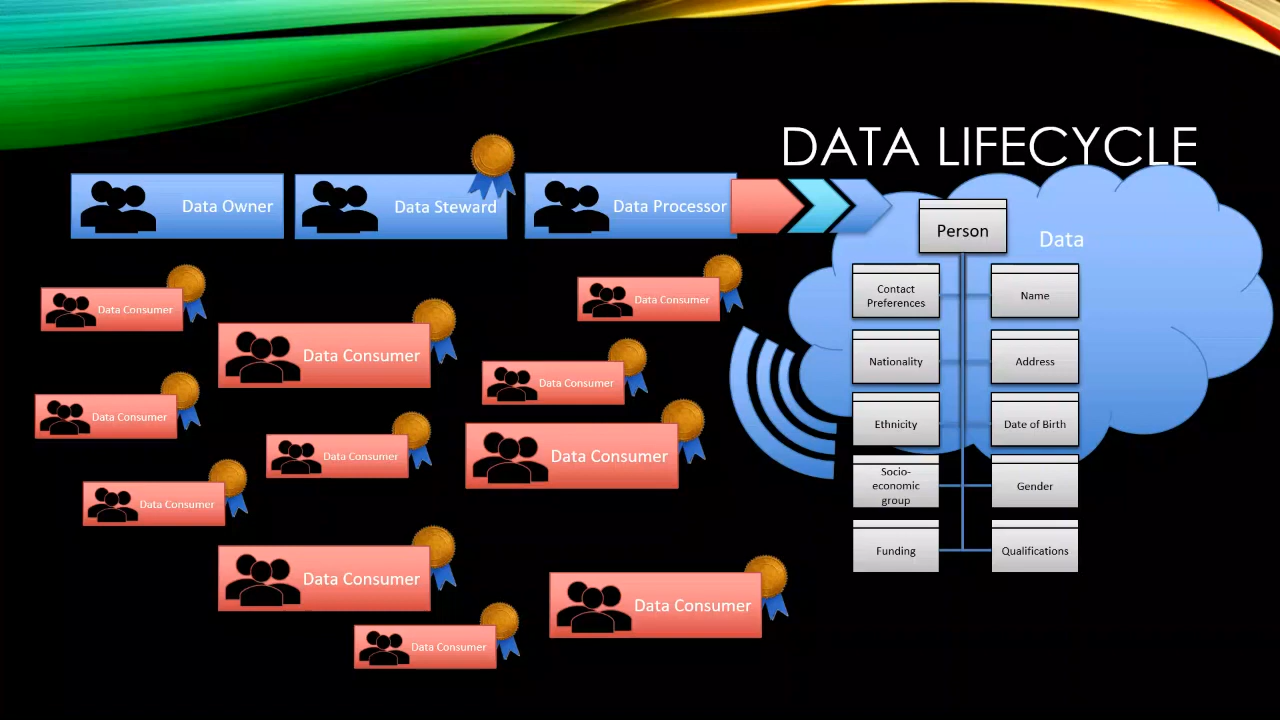 DATA LIFECYCLE
Data Owner
Data Steward
Data Processor
Person
Data
Contact
Preferences
Name
Nationality
Address
Ethnicity
Date of Birth
Socio-
economic
group
Gender
Funding
Qualifications
Data Consumer
Data Consumer
Data Consumer
Data Consumer
Data Consumer
Data Consumer
Data Consumer
Data Consumer
Data Consumer
Data Consumer
Data Consumer